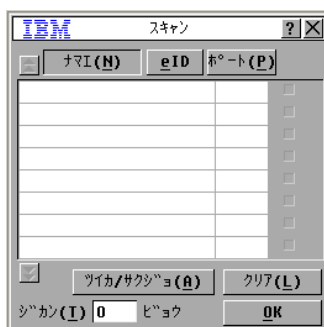 IBM スキャン ? X
ナマエ(N) eID ポート(P)
ツイカ/サクジョ(A) クリア(L)
ジカン(I) 0 ビョウ OK